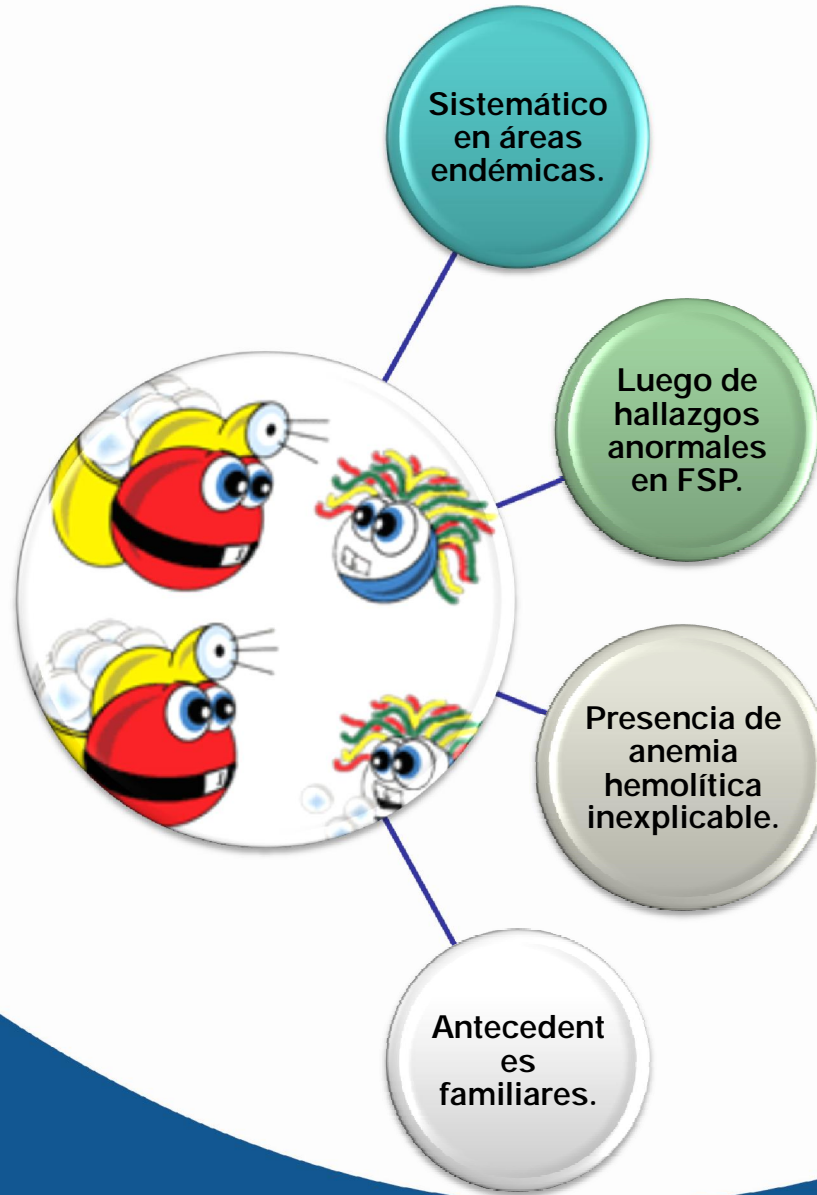 Sistemático
en áreas
endémicas.
Luego de
hallazgos
anormales
en FSP.
Presencia de
anemia
hemolítica
inexplicable.
Antecedent
es
familiares.